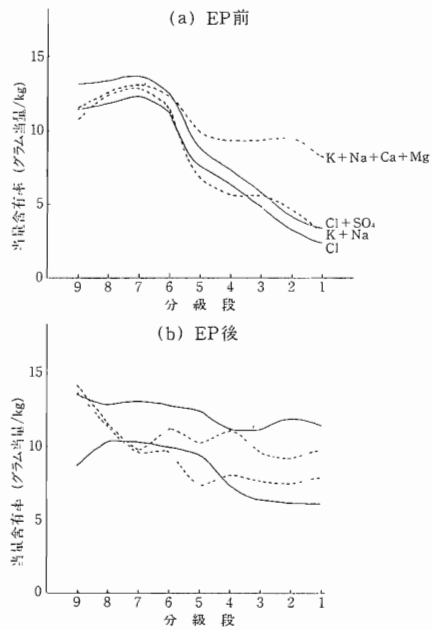 (a) EP前
当量含有率 (グラム当量/kg)
15
10
5
0
K+Na+Ca+Mg
Cl+SO₄
K+Na
Cl
9 8 7 6 5 4 3 2 1
分級段
(b) EP後
当量含有率 (グラム当量/kg)
15
10
5
0
9 8 7 6 5 4 3 2 1
分級段